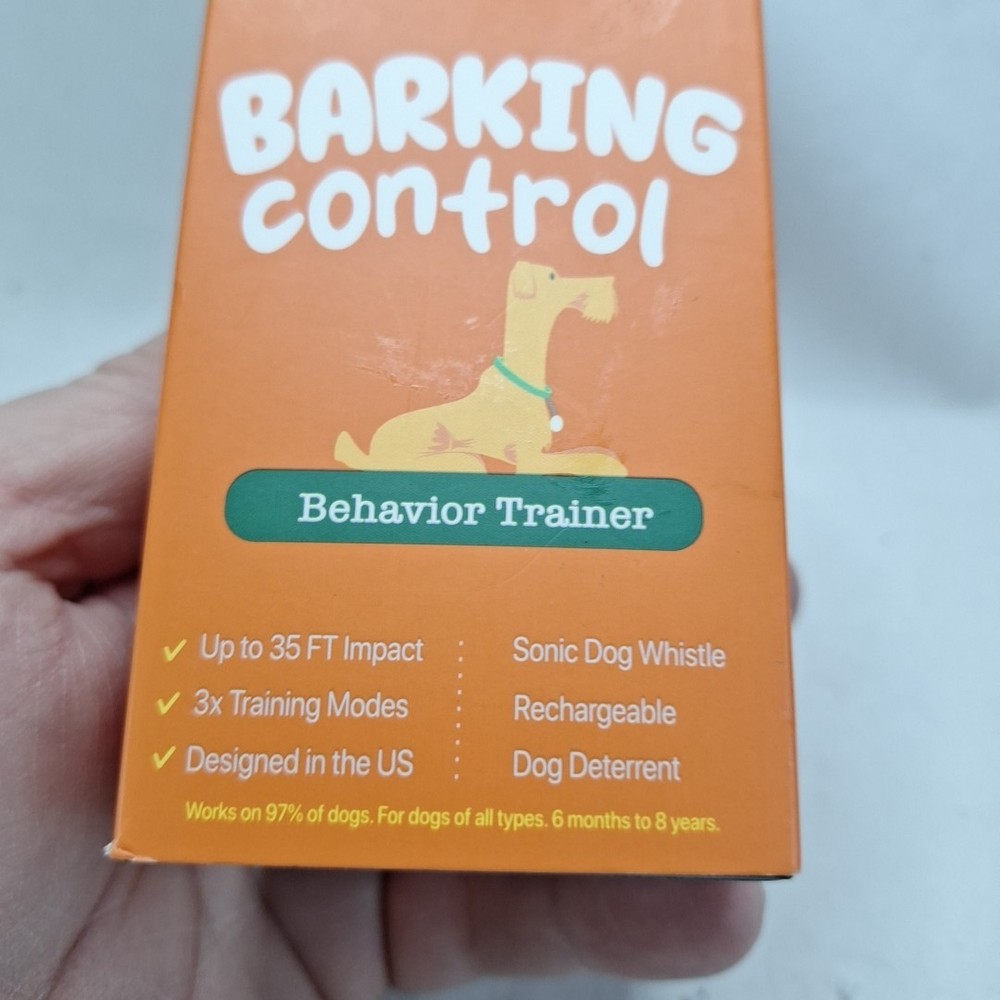 BARKING
control
Behavior Trainer
Up to 35 FT Impact
3x Training Modes
Designed in the US
Sonic Dog Whistle
Rechargeable
Dog Deterrent
Works on 97% of dogs. For dogs of all types. 6 months to 8 years.